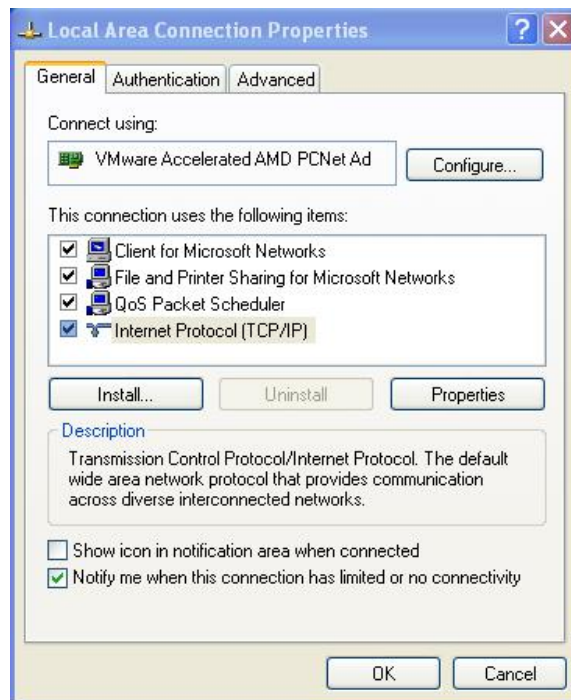 Local Area Connection Properties
General Authentication Advanced
Connect using:
VMware Accelerated AMD PCNet Ad
Configure...
This connection uses the following items:
Client for Microsoft Networks
File and Printer Sharing for Microsoft Networks
QoS Packet Scheduler
Internet Protocol (TCP/IP)
Install... Uninstall Properties
Description
Transmission Control Protocol/Internet Protocol. The default
wide area network protocol that provides communication
across diverse interconnected networks.
Show icon in notification area when connected
Notify me when this connection has limited or no connectivity
OK Cancel